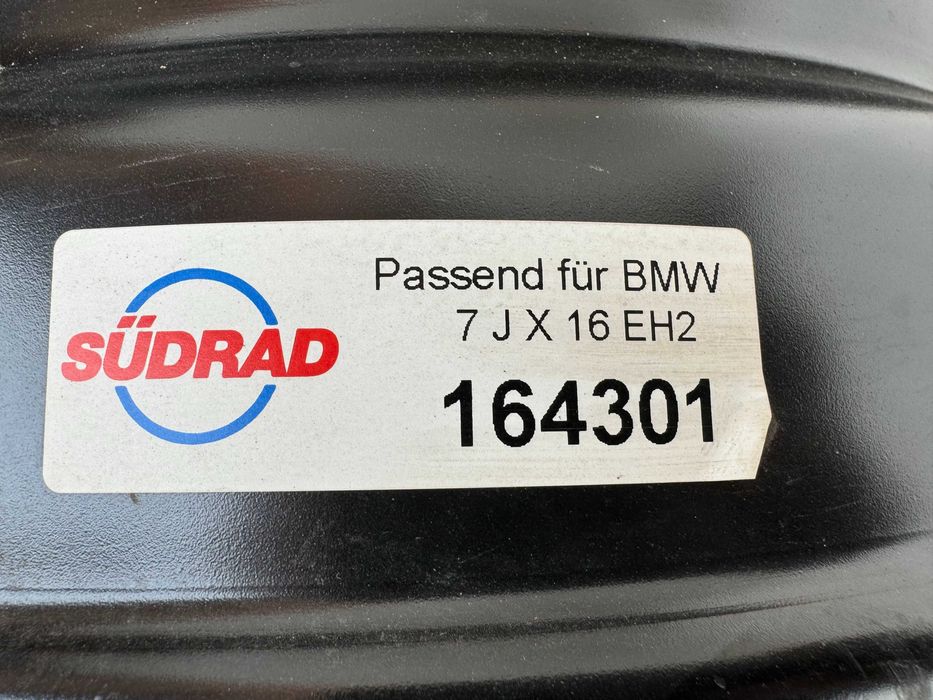 SÜDRAD
Passend für BMW
7 J X 16 EH2
164301